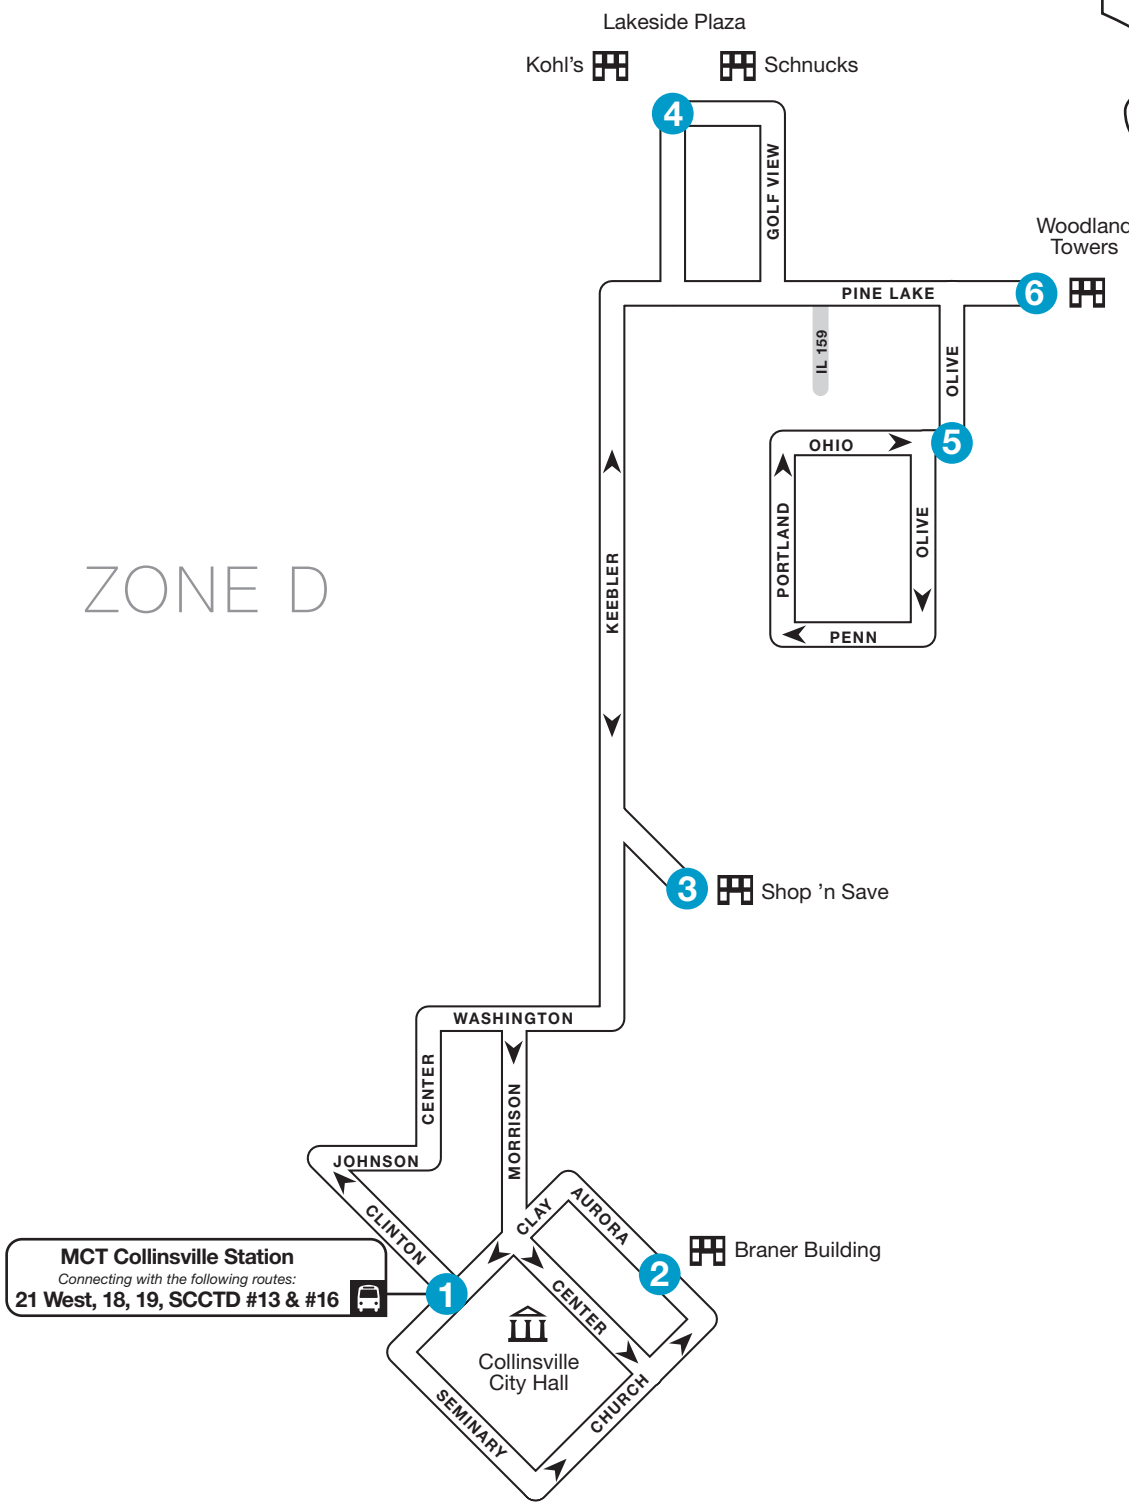 Lakeside Plaza
Kohl's
Schnucks
4
GOLF VIEW
Woodland
Towers
6
PINE LAKE
IL 159
OLIVE
5
OHIO
PORTLAND
OLIVE
PENN
ZONE D
KEEBLER
3
Shop ’n Save
WASHINGTON
CENTER
MORRISON
JOHNSON
CLINTON
CLAY
AURORA
2
Braner Building
MCT Collinsville Station
Connecting with the following routes:
21 West, 18, 19, SCCTD #13 & #16
1
CENTER
Collinsville
City Hall
SEMINARY
CHURCH